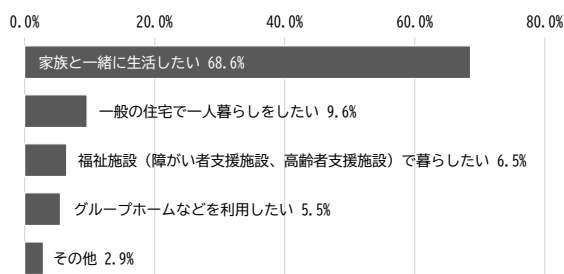 0.0% 20.0% 40.0% 60.0% 80.0%
家族と一緒に生活したい 68.6%
一般の住宅で一人暮らしをしたい 9.6%
福祉施設（障がい者支援施設、高齢者支援施設）で暮らしたい 6.5%
グループホームなどを利用したい 5.5%
その他 2.9%